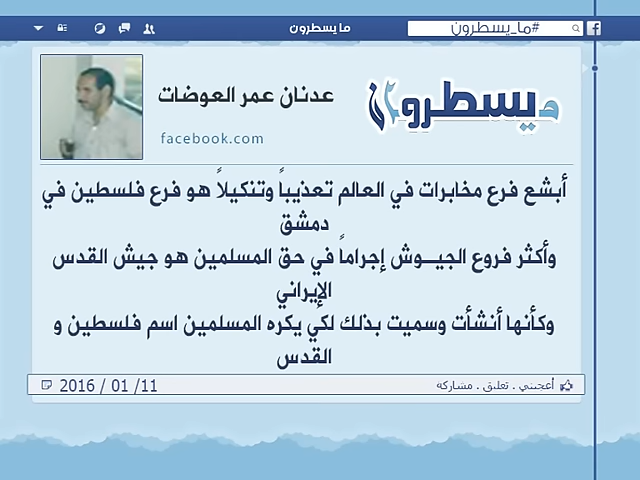 #ما_يسطرون
ما يسطرون
ما يسطرون
عدنان عمر العوضات
facebook.com
أبشع فرع مخابرات في العالم تعذيباً وتنكيلاً هو فرع فلسطين في
دمشق
وأكثر فروع الجيــوش إجراماً في حق المسلمين هو جيش القدس
الإيراني
وكأنها أنشأت وسميت بذلك لكي يكره المسلمين اسم فلسطين و
القدس
أعجبني . تعليق . مشاركه
2016 / 01 /11